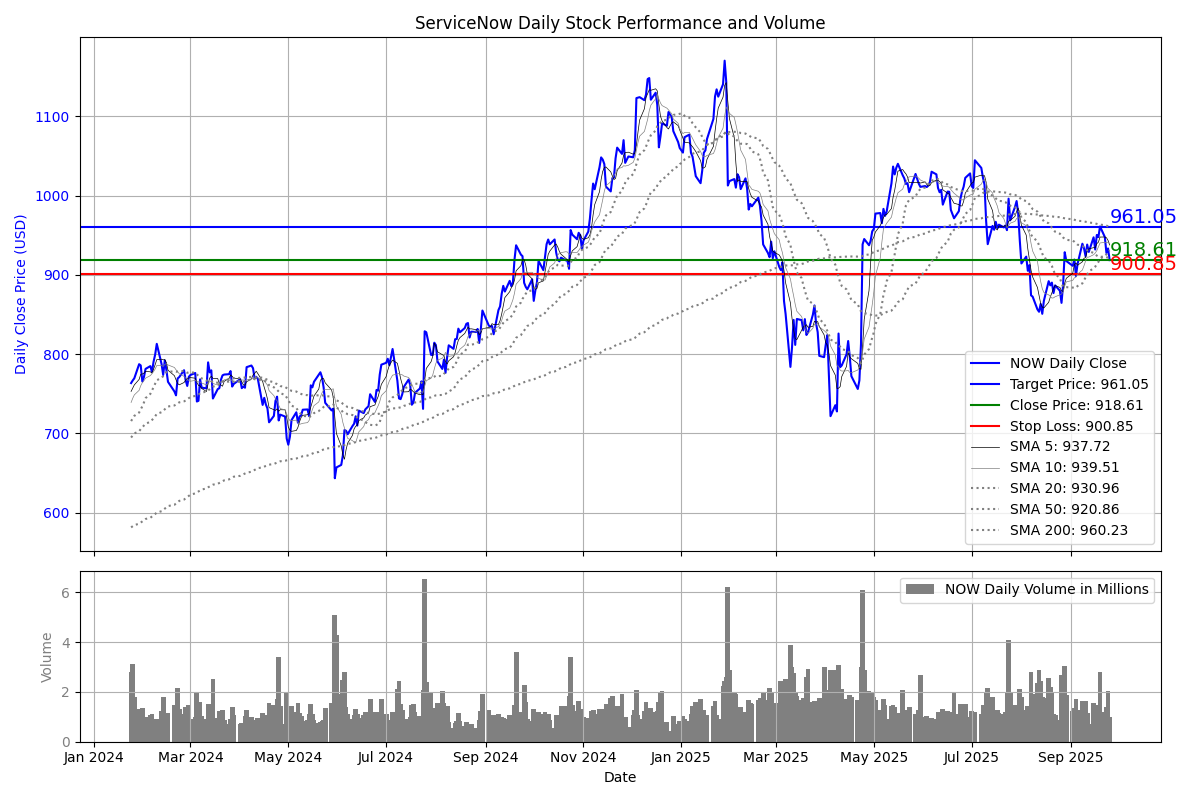 ServiceNow Daily Stock Performance and Volume
Daily Close Price (USD)
1100
1000
900
800
700
600
961.05
918.61
900.85
NOW Daily Close
Target Price: 961.05
Close Price: 918.61
Stop Loss: 900.85
SMA 5: 937.72
SMA 10: 939.51
SMA 20: 930.96
SMA 50: 920.86
SMA 200: 960.23
Volume
6
4
2
0
NOW Daily Volume in Millions
Jan 2024 Mar 2024 May 2024 Jul 2024 Sep 2024 Nov 2024 Jan 2025 Mar 2025 May 2025 Jul 2025 Sep 2025
Date